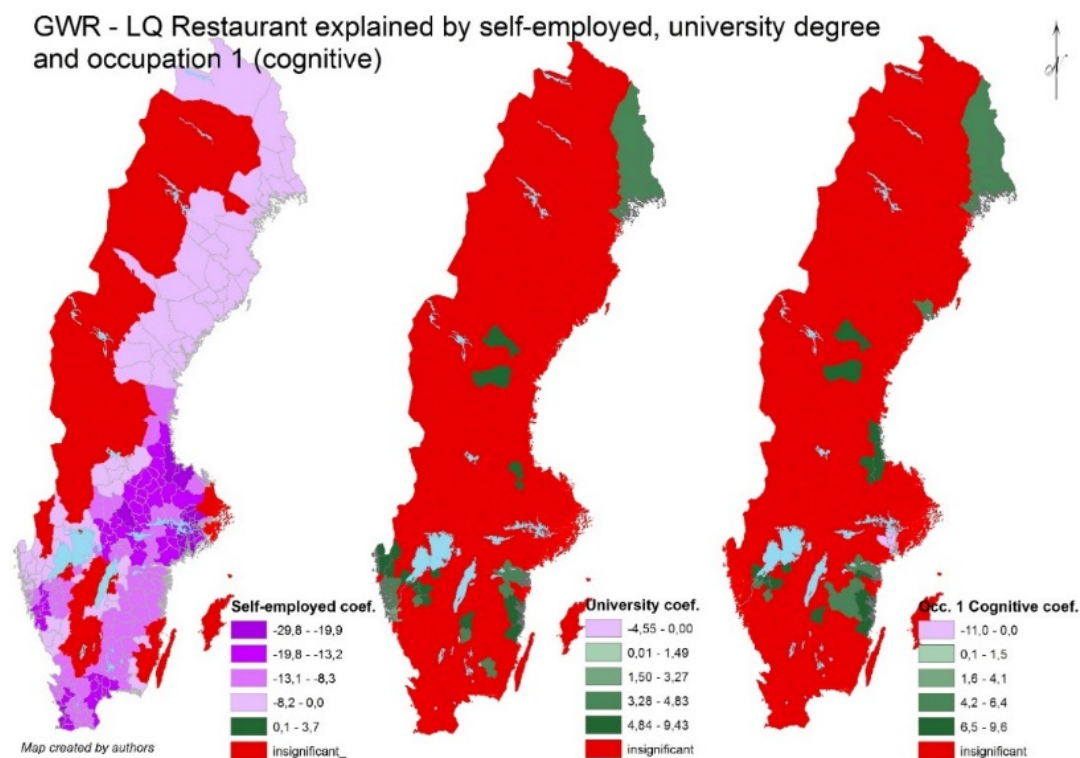 GWR - LQ Restaurant explained by self-employed, university degree
and occupation 1 (cognitive)
Self-employed coef.
-29,8 - -19,9
-19,8 - -13,2
-13,1 - -8,3
-8,2 - 0,0
0,1 - 3,7
insignificant_
University coef.
-4,55 - 0,00
0,01 - 1,49
1,50 - 3,27
3,28 - 4,83
4,84 - 9,43
insignificant
Occ. 1 Cognitive coef.
-11,0 - 0,0
0,1 - 1,5
1,6 - 4,1
4,2 - 6,4
6,5 - 9,6
insignificant
Map created by authors